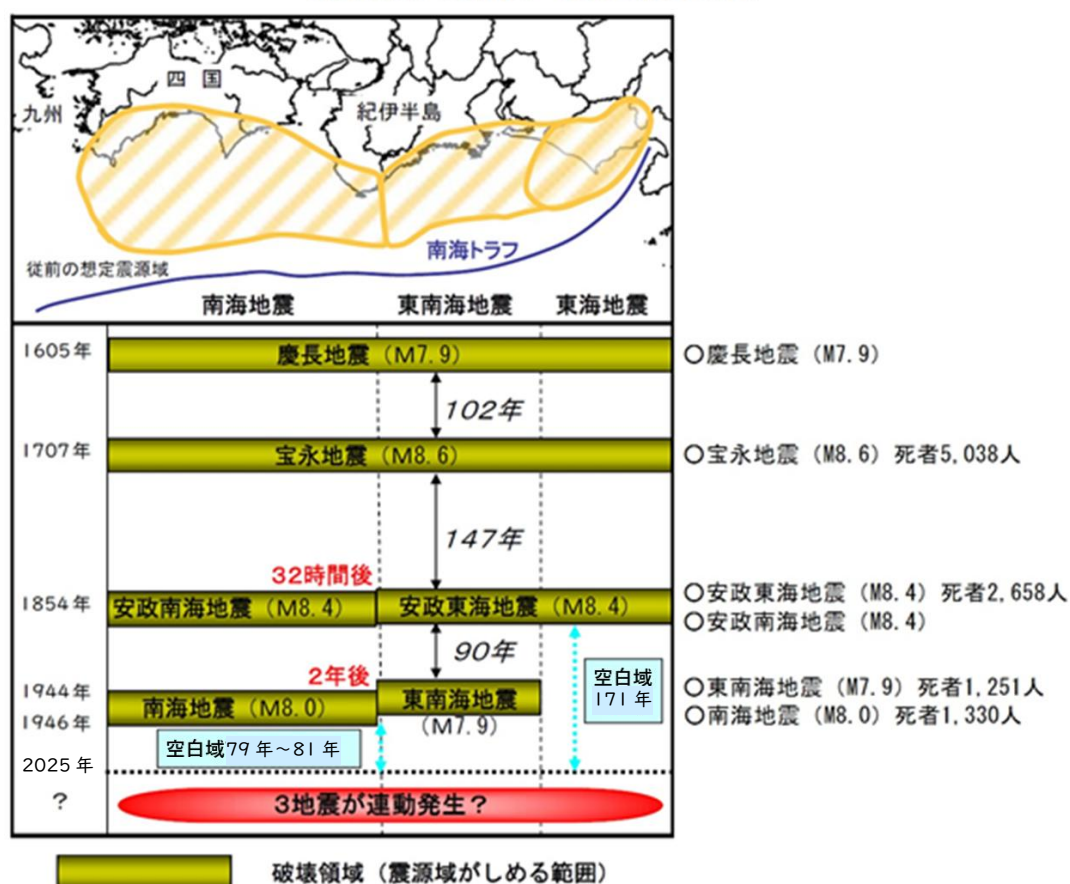 四国
九州
紀伊半島
南海トラフ
従前の想定震源域
南海地震 東南海地震 東海地震
1605年 慶長地震(M7.9) ○慶長地震(M7.9)
102年
1707年 宝永地震(M8.6) ○宝永地震(M8.6) 死者5,038人
147年
32時間後
1854年 安政南海地震(M8.4) 安政東海地震(M8.4) ○安政東海地震(M8.4) 死者2,658人
○安政南海地震(M8.4)
90年
2年後
空白域
171年
1944年 南海地震(M8.0) 東南海地震 ○東南海地震(M7.9) 死者1,251人
1946年 (M7.9) ○南海地震(M8.0) 死者1,330人
空白域79年~81年
2025年
? 3地震が連動発生?
破壊領域(震源域がしめる範囲)